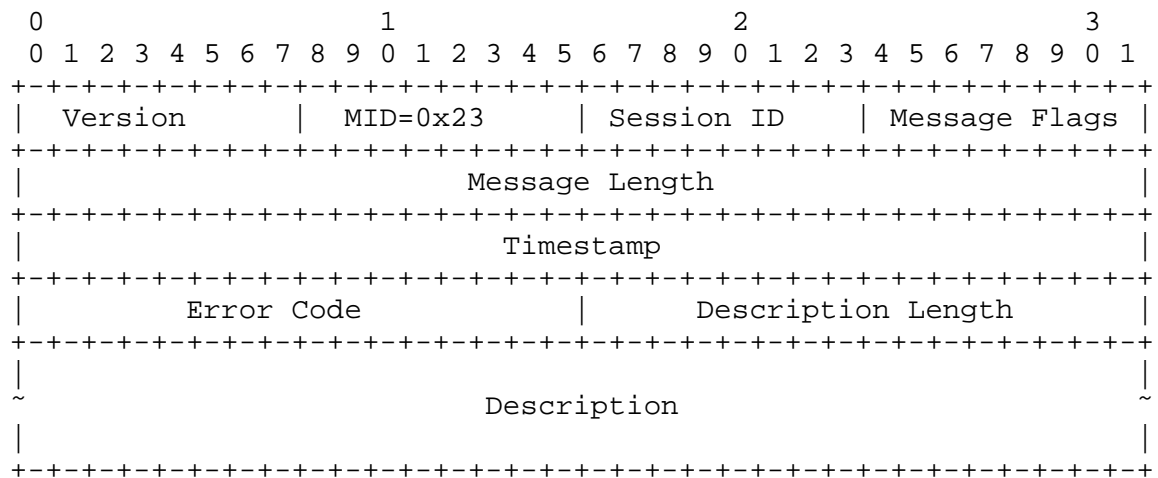 0                   1                   2                   3
 0 1 2 3 4 5 6 7 8 9 0 1 2 3 4 5 6 7 8 9 0 1 2 3 4 5 6 7 8 9 0 1
+-+-+-+-+-+-+-+-+-+-+-+-+-+-+-+-+-+-+-+-+-+-+-+-+-+-+-+-+-+-+-+-+
|  Version      |  MID=0x23     | Session ID    | Message Flags |
+-+-+-+-+-+-+-+-+-+-+-+-+-+-+-+-+-+-+-+-+-+-+-+-+-+-+-+-+-+-+-+-+
|                         Message Length                        |
+-+-+-+-+-+-+-+-+-+-+-+-+-+-+-+-+-+-+-+-+-+-+-+-+-+-+-+-+-+-+-+-+
|                           Timestamp                           |
+-+-+-+-+-+-+-+-+-+-+-+-+-+-+-+-+-+-+-+-+-+-+-+-+-+-+-+-+-+-+-+-+
|         Error Code            |      Description Length       |
+-+-+-+-+-+-+-+-+-+-+-+-+-+-+-+-+-+-+-+-+-+-+-+-+-+-+-+-+-+-+-+-+
|                                                               |
~                          Description                          ~
|                                                               |
+-+-+-+-+-+-+-+-+-+-+-+-+-+-+-+-+-+-+-+-+-+-+-+-+-+-+-+-+-+-+-+-+